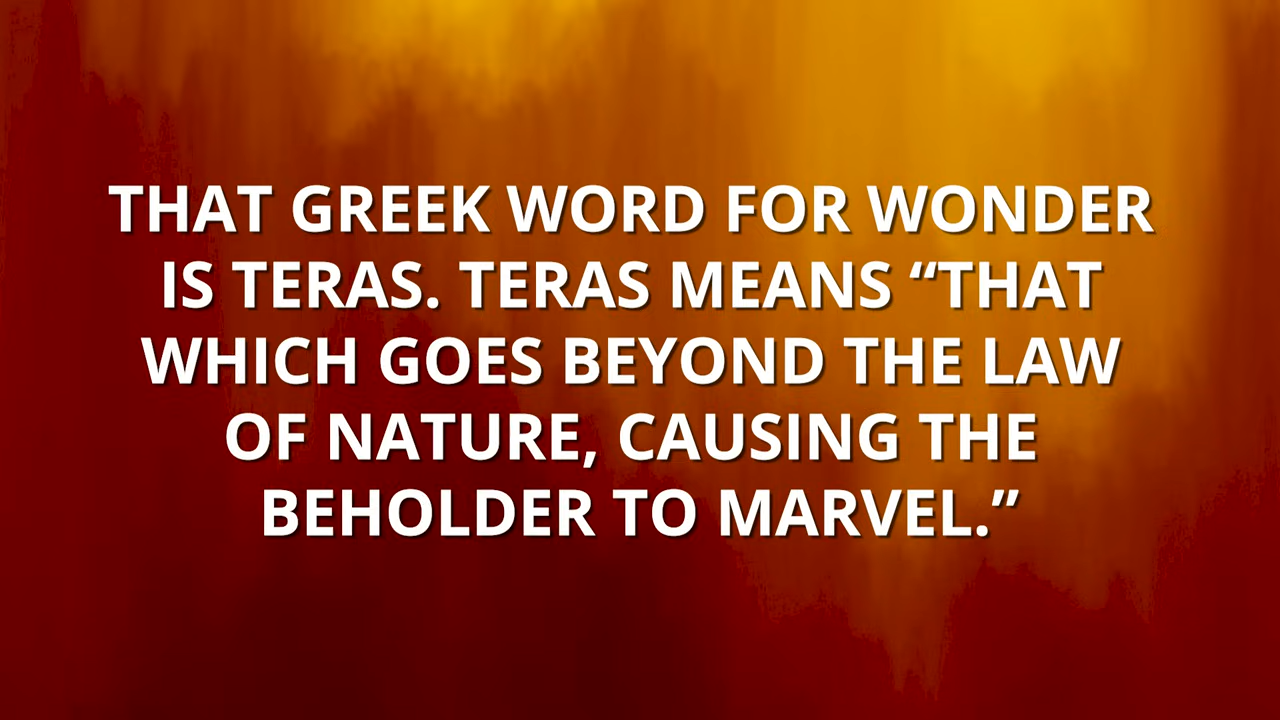 THAT GREEK WORD FOR WONDER
IS TERAS. TERAS MEANS “THAT
WHICH GOES BEYOND THE LAW
OF NATURE, CAUSING THE
BEHOLDER TO MARVEL.”